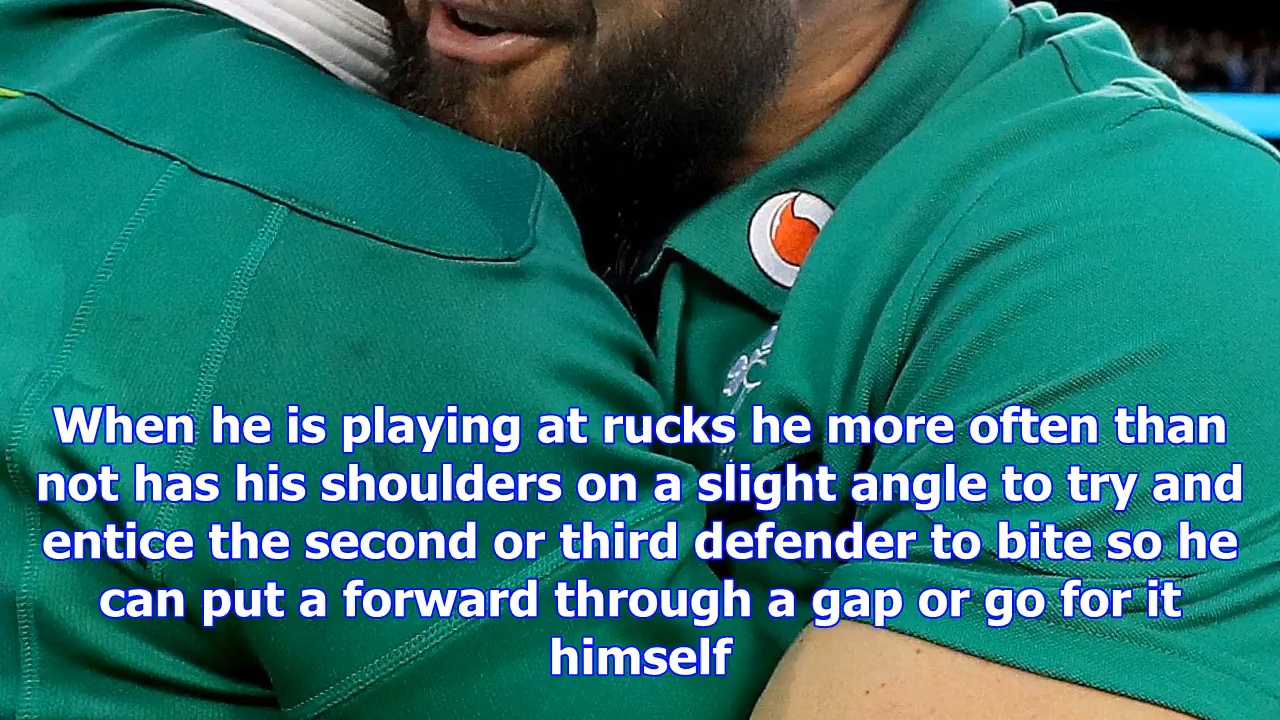 When he is playing at rucks he more often than
not has his shoulders on a slight angle to try and
entice the second or third defender to bite so he
can put a forward through a gap or go for it
himself